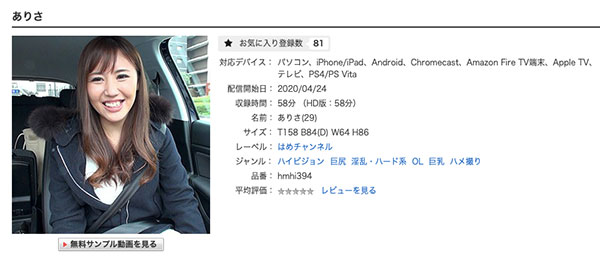 ありさ
お気に入り登録数 81
対応デバイス： パソコン、iPhone/iPad、Android、Chromecast、Amazon Fire TV端末、Apple TV、
テレビ、PS4/PS Vita
配信開始日： 2020/04/24
収録時間： 58分 （HD版：58分）
名前： ありさ(29)
サイズ： T158 B84(D) W64 H86
レーベル： はめチャンネル
ジャンル： ハイビジョン 巨尻 淫乱・ハード系 OL 巨乳 ハメ撮り
品番： hmhi394
平均評価： レビューを見る
無料サンプル動画を見る